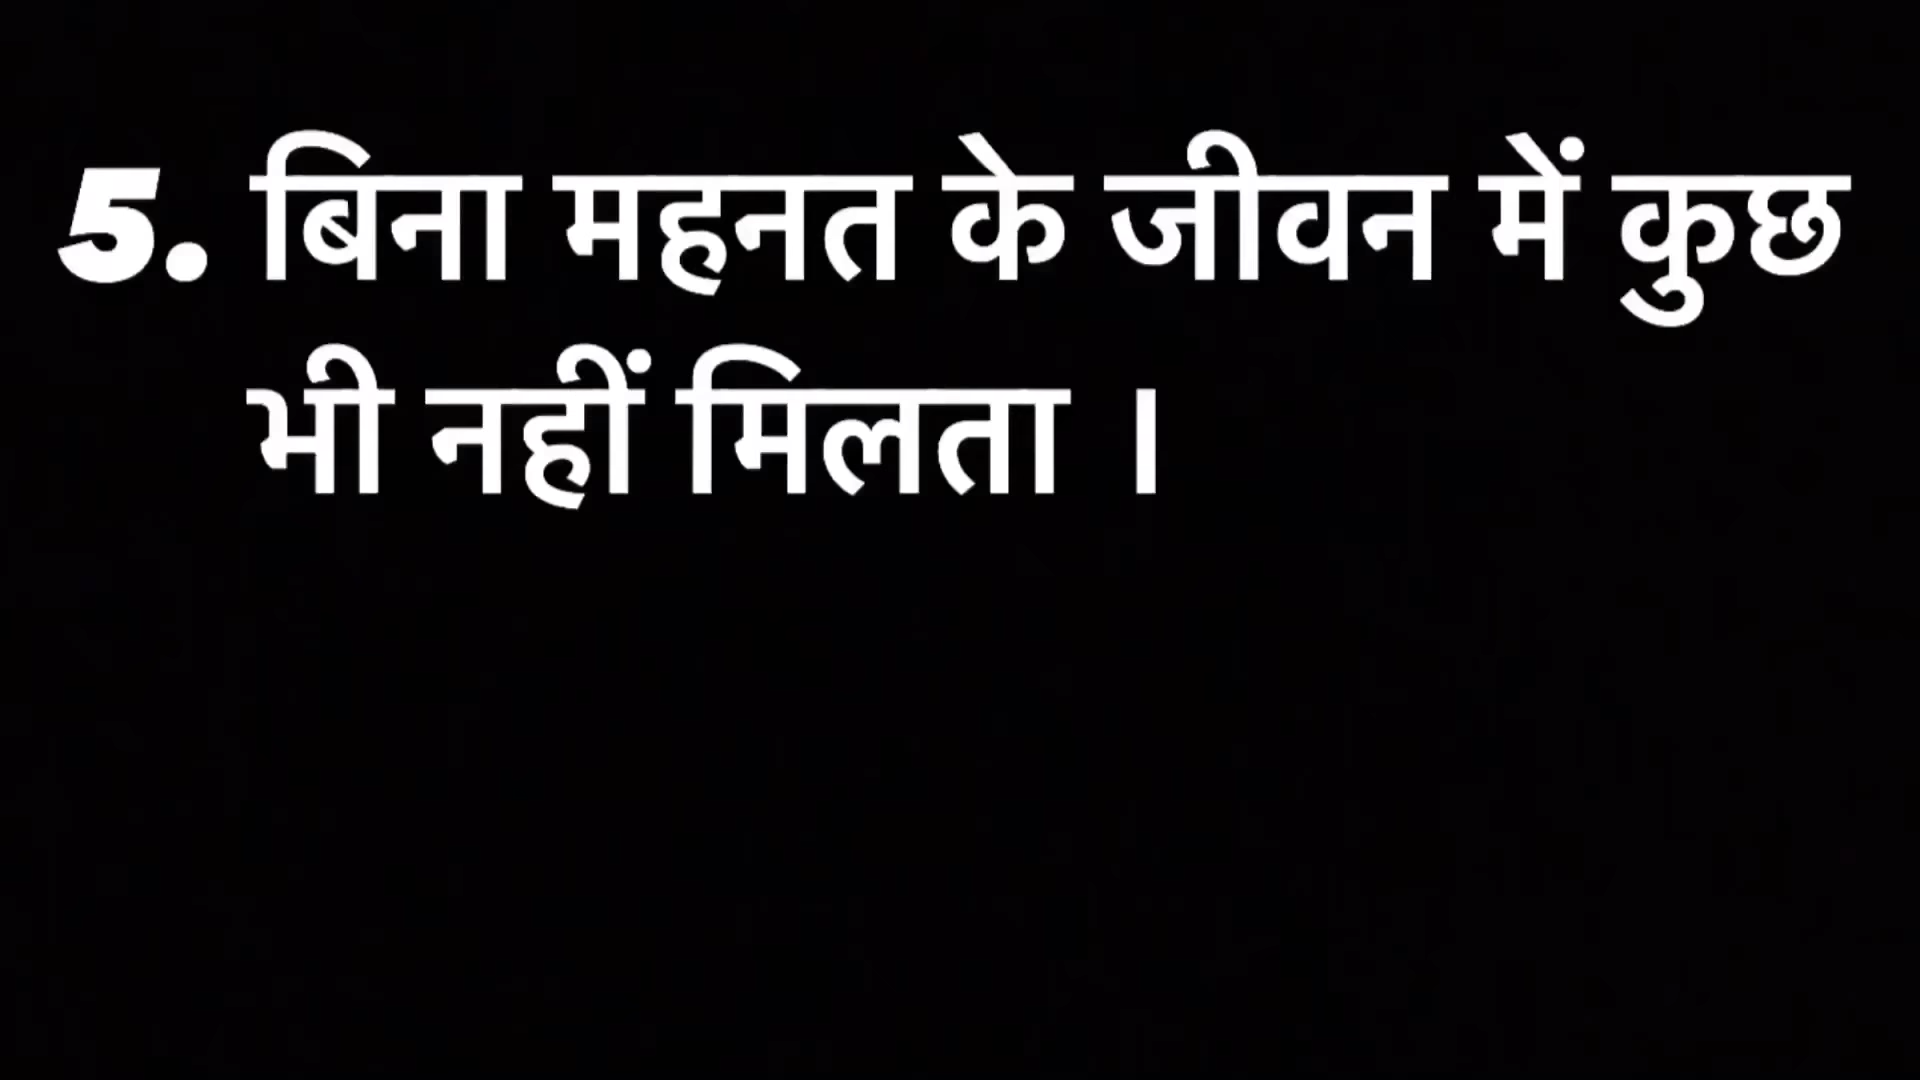 5. बिना महनत के जीवन में कुछ
भी नहीं मिलता ।